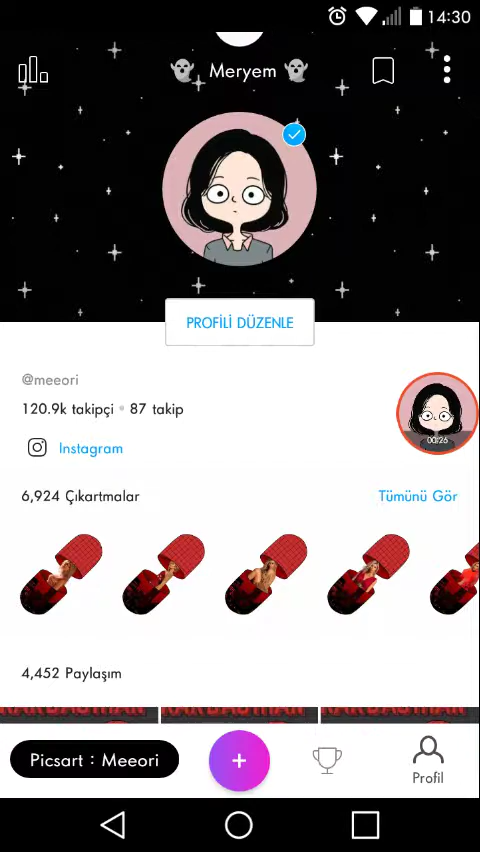 14:30
👻 Meryem 👻
PROFİLİ DÜZENLE
@meeori
120.9k takipçi • 87 takip
00:26
Instagram
6,924 Çıkartmalar
Tümünü Gör
4,452 Paylaşım
Picsart : Meeori
Profil